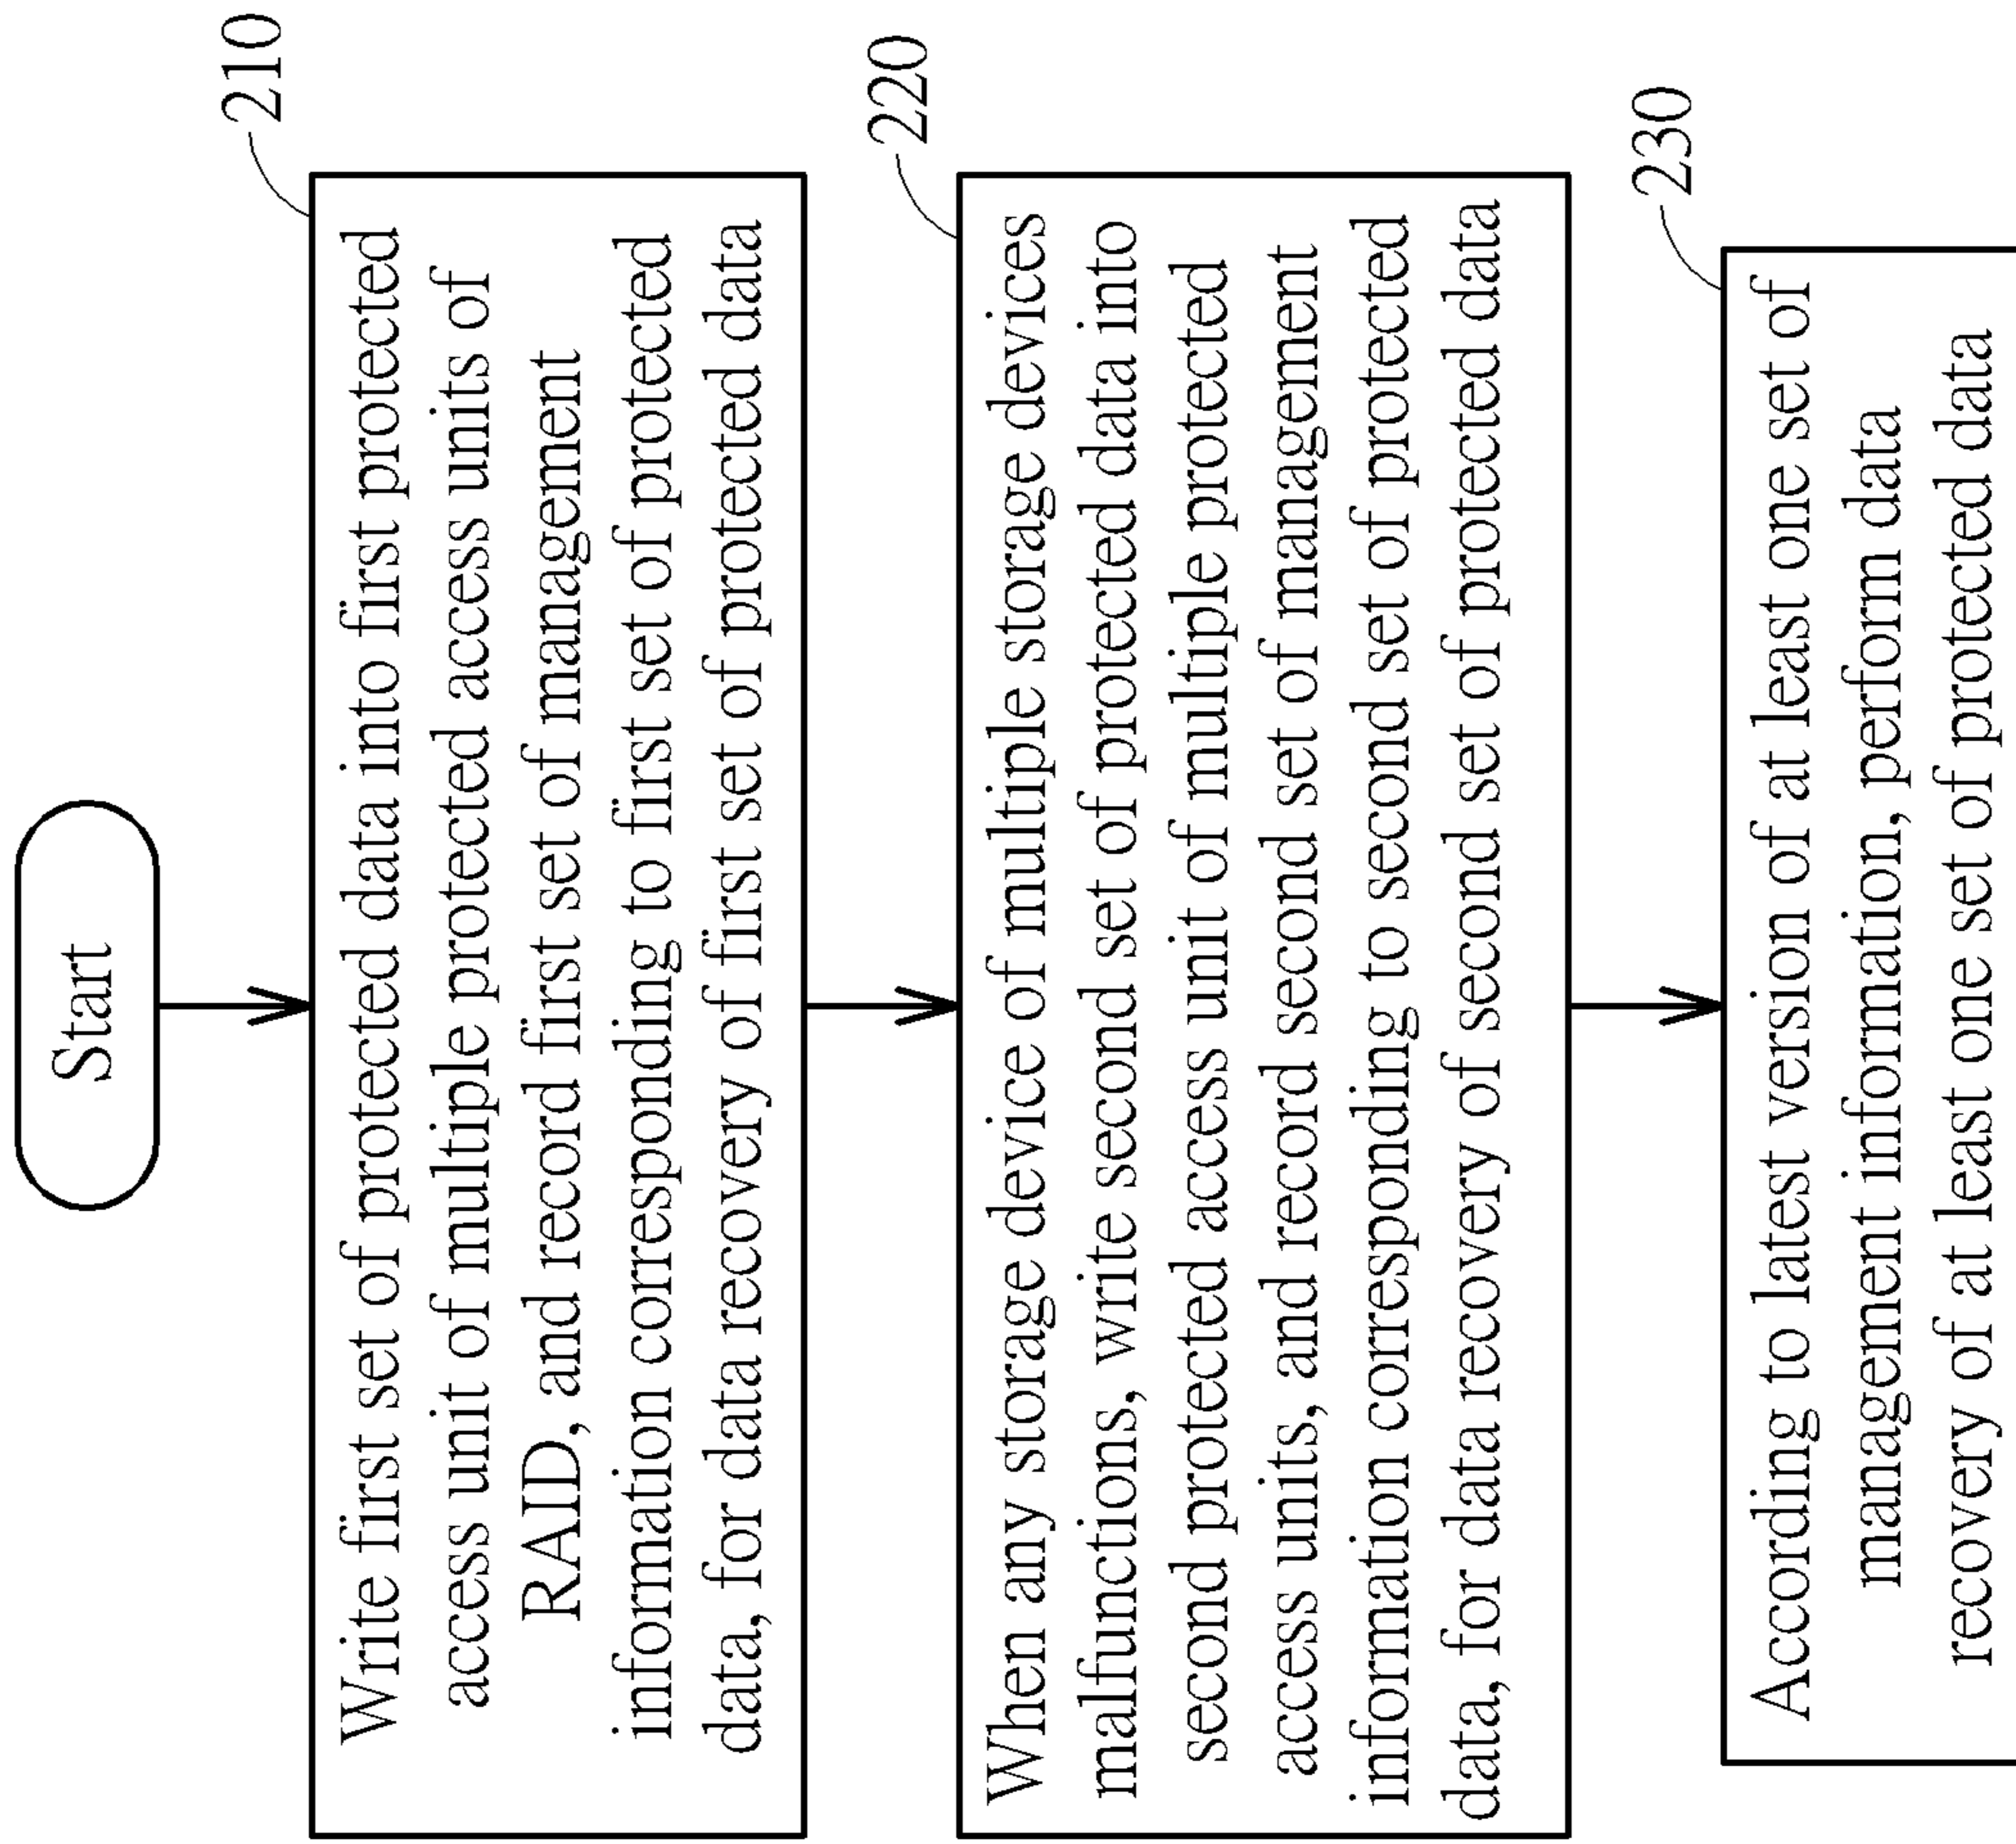 Start
210
Write first set of protected data into first protected
access unit of multiple protected access units of
RAID, and record first set of management
information corresponding to first set of protected
data, for data recovery of first set of protected data
220
When any storage device of multiple storage devices
malfunctions, write second set of protected data into
second protected access unit of multiple protected
access units, and record second set of management
information corresponding to second set of protected
data, for data recovery of second set of protected data
230
According to latest version of at least one set of
management information, perform data
recovery of at least one set of protected data